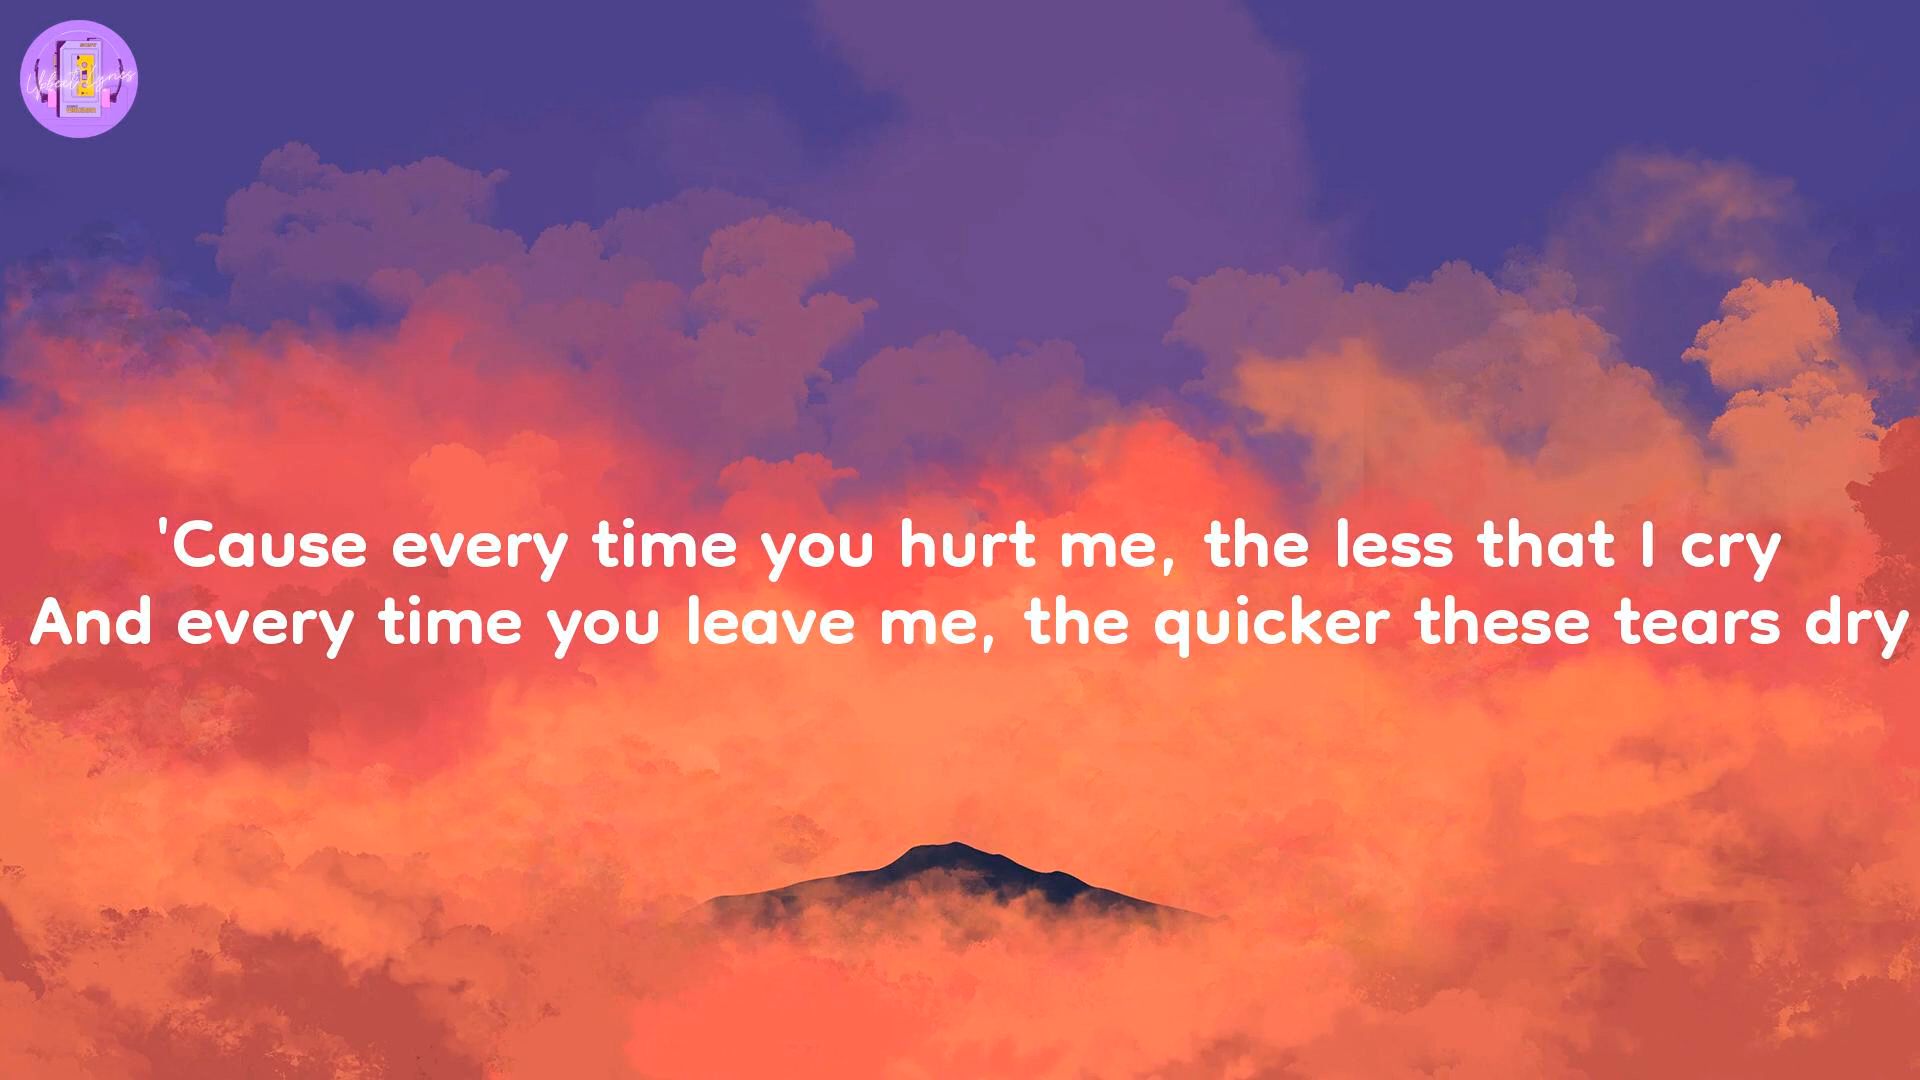 'Cause every time you hurt me, the less that I cry
And every time you leave me, the quicker these tears dry